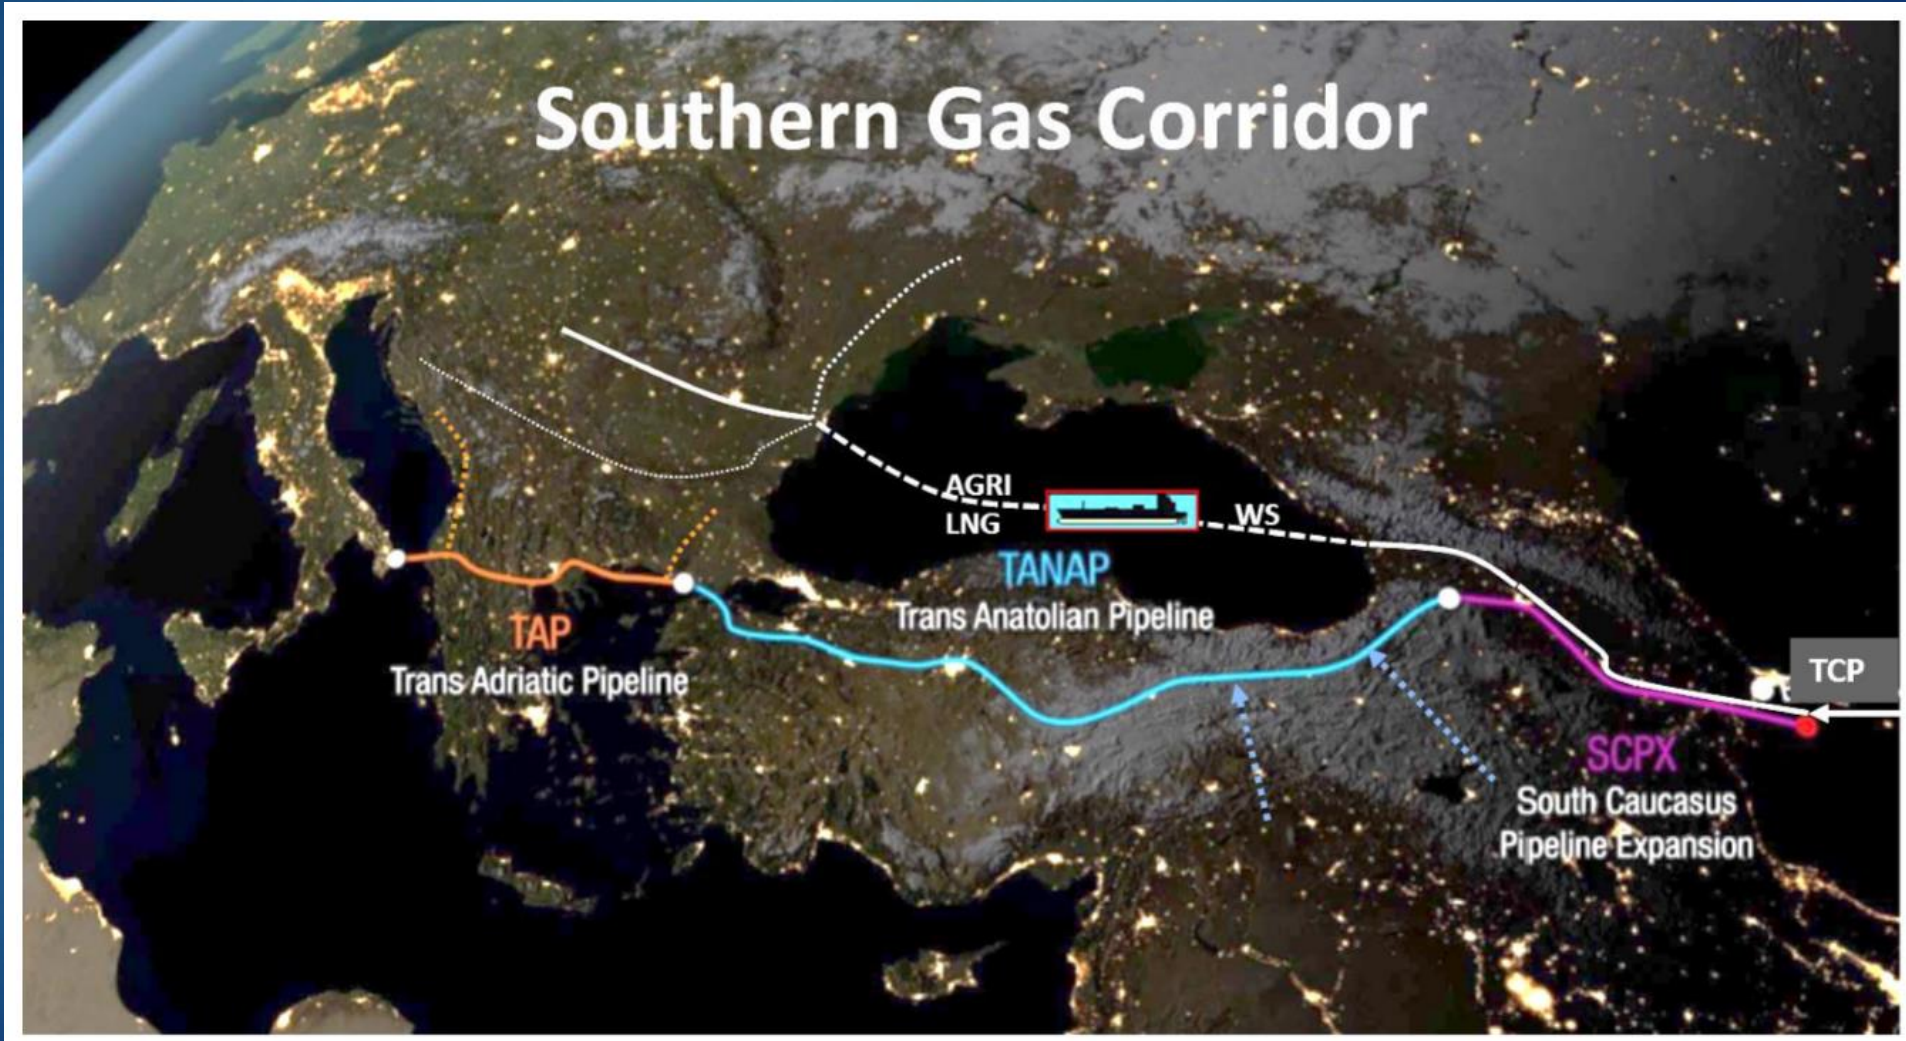 Southern Gas Corridor
AGRI
LNG
WS
TANAP
Trans Anatolian Pipeline
TAP
Trans Adriatic Pipeline
TCP
SCPX
South Caucasus
Pipeline Expansion